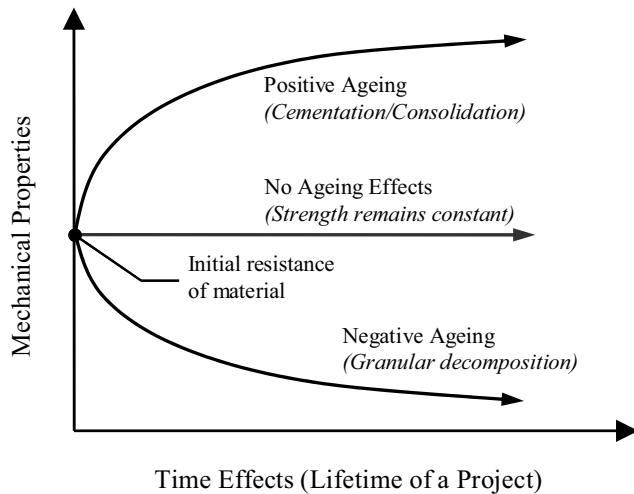 Positive Ageing
(Cementation/Consolidation)
No Ageing Effects
(Strength remains constant)
Initial resistance
of material
Negative Ageing
(Granular decomposition)
Mechanical Properties
Time Effects (Lifetime of a Project)